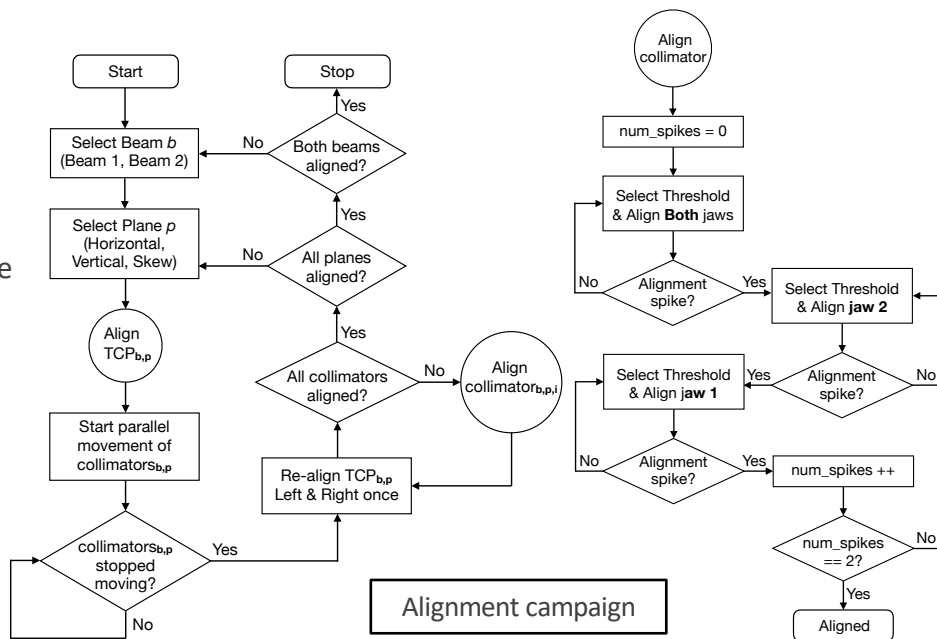 Start
Select Beam b
(Beam 1, Beam 2)
Select Plane p
(Horizontal,
Vertical, Skew)
e
Align
TCPb,p
Start parallel
movement of
collimatorsb,p
collimatorsb,p
stopped
moving?
No
Yes
Stop
Yes
Both beams
aligned?
No
Yes
All planes
aligned?
No
Yes
All collimators
aligned?
No
Align
collimatorb,p,i
Re-align TCPb,p
Left & Right once
Alignment campaign
Align
collimator
num_spikes = 0
Select Threshold
& Align Both jaws
Alignment
spike?
No
Yes
Select Threshold
& Align jaw 2
Alignment
spike?
No
Yes
Select Threshold
& Align jaw 1
Alignment
spike?
No
Yes
num_spikes ++
num_spikes
== 2?
No
Yes
Aligned